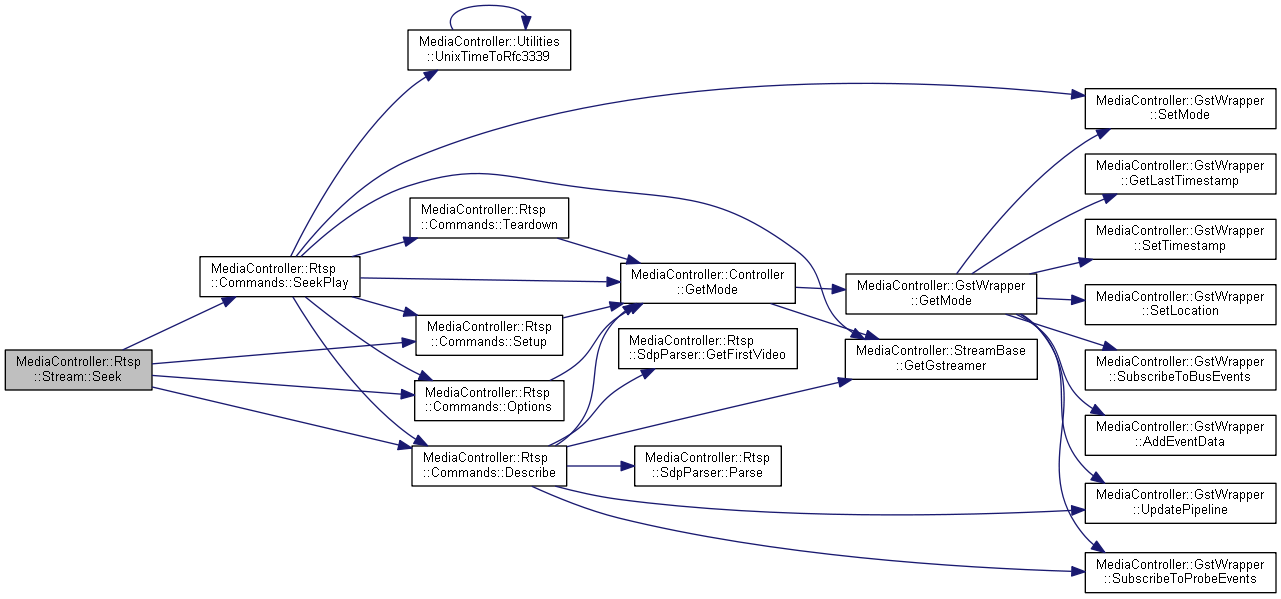 MediaController::Utilities
::UnixTimeToRfc3339
MediaController::GstWrapper
::SetMode
MediaController::GstWrapper
::GetLastTimestamp
MediaController::Rtsp
::Commands::Teardown
MediaController::GstWrapper
::SetTimestamp
MediaController::Rtsp
::Commands::SeekPlay
MediaController::Controller
::GetMode
MediaController::GstWrapper
::GetMode
MediaController::GstWrapper
::SetLocation
MediaController::Rtsp
::Commands::Setup
MediaController::Rtsp
::SdpParser::GetFirstVideo
MediaController::StreamBase
::GetGstreamer
MediaController::GstWrapper
::SubscribeToBusEvents
MediaController::Rtsp
::Stream::Seek
MediaController::Rtsp
::Commands::Options
MediaController::GstWrapper
::AddEventData
MediaController::Rtsp
::Commands::Describe
MediaController::Rtsp
::SdpParser::Parse
MediaController::GstWrapper
::UpdatePipeline
MediaController::GstWrapper
::SubscribeToProbeEvents